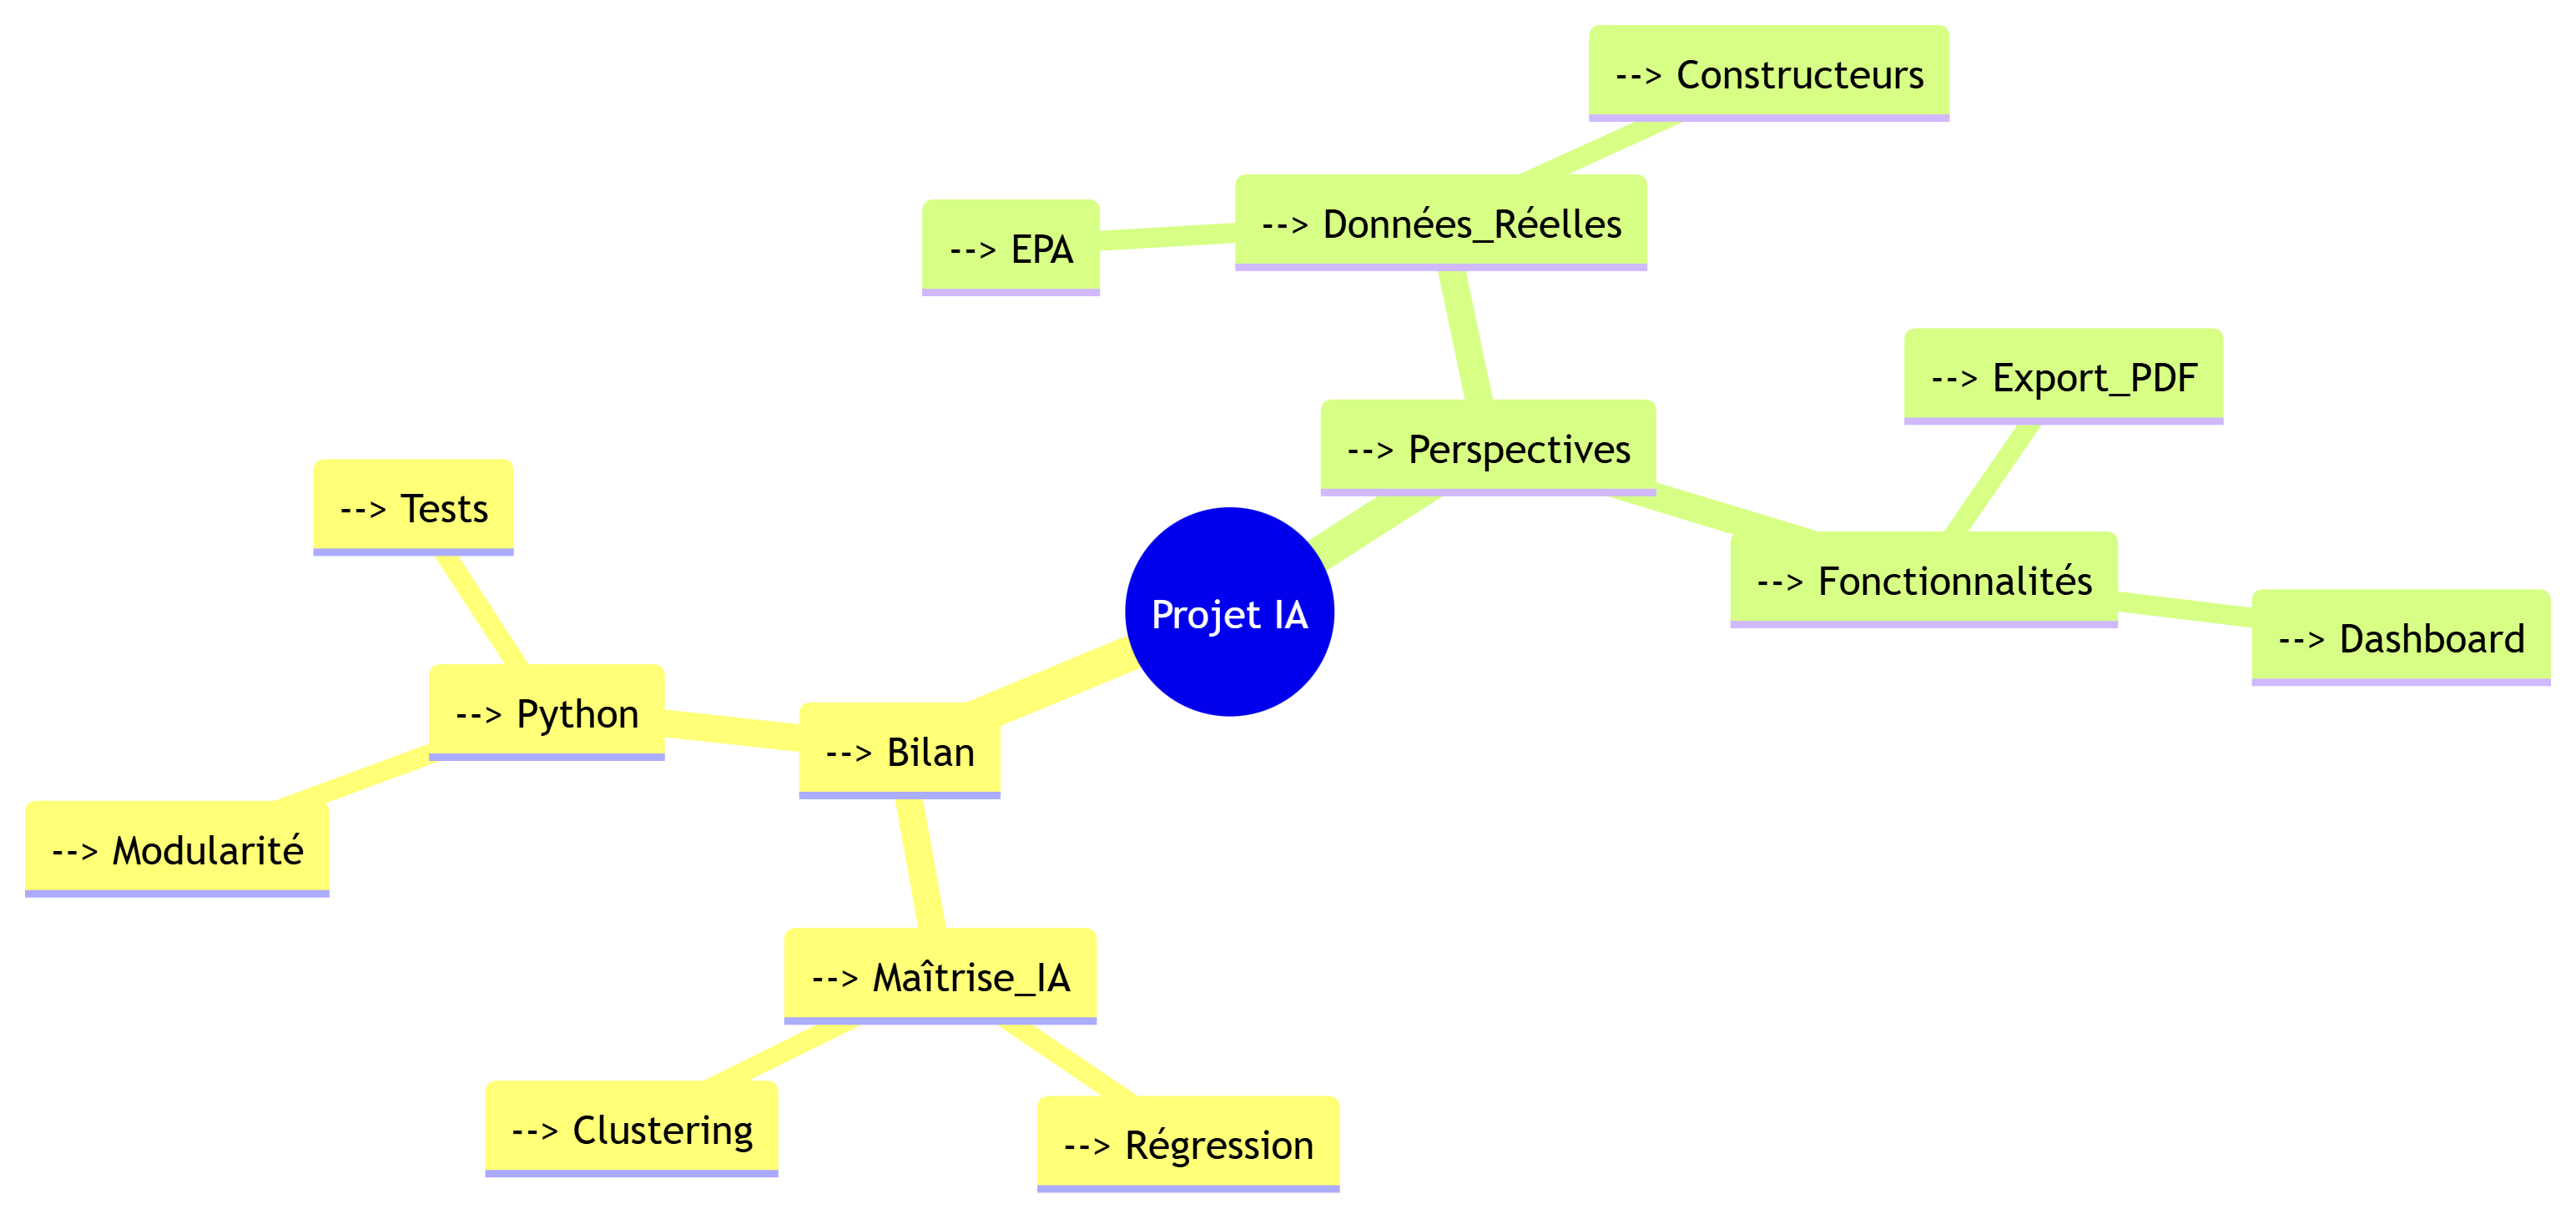 --> Constructeurs
--> Données_Réelles
--> EPA
--> Export_PDF
--> Perspectives
--> Tests
--> Fonctionnalités
Projet IA
--> Dashboard
--> Python
--> Bilan
--> Modularité
--> Maîtrise_IA
--> Clustering
--> Régression